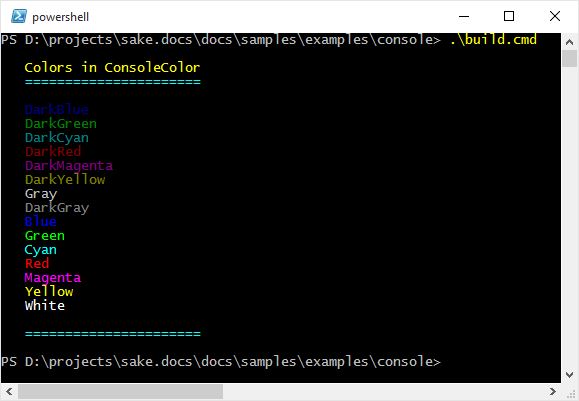 powershell
PS D:\projects\sake.docs\docs\samples\examples\console> .\build.cmd
Colors in ConsoleColor
======================
DarkBlue
DarkGreen
DarkCyan
DarkRed
DarkMagenta
DarkYellow
Gray
DarkGray
Blue
Green
Cyan
Red
Magenta
Yellow
White
======================
PS D:\projects\sake.docs\docs\samples\examples\console>